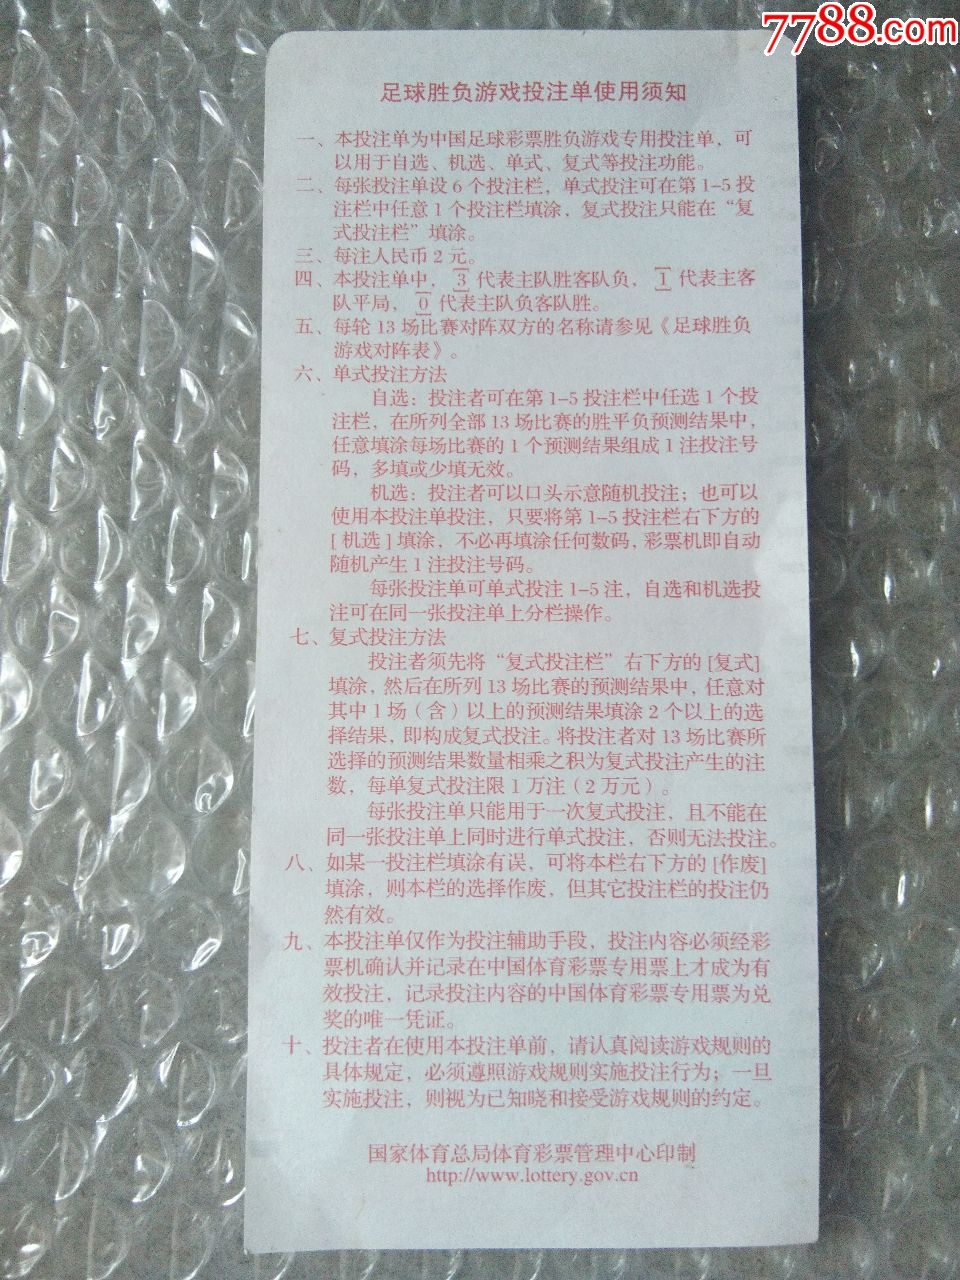 7788.com
足球胜负游戏投注单使用须知
一、本投注单为中国足球彩票胜负游戏专用投注单，可
以用于自选、机选、单式、复式等投注功能。
二、每张投注单设 6 个投注栏，单式投注可在第 1-5 投
注栏中任意 1 个投注栏填涂，复式投注只能在“复
式投注栏”填涂。
三、每注人民币 2 元。
四、本投注单中， 3 代表主队胜客队负， 1 代表主客
队平局， 0 代表主队负客队胜。
五、每轮 13 场比赛对阵双方的名称请参见《足球胜负
游戏对阵表》。
六、单式投注方法
自选：投注者可在第 1-5 投注栏中任选 1 个投
注栏，在所列全部 13 场比赛的胜平负预测结果中，
任意填涂每场比赛的 1 个预测结果组成 1 注投注号
码，多填或少填无效。
机选：投注者可以口头示意随机投注；也可以
使用本投注单投注，只要将第 1-5 投注栏右下方的
[ 机选 ] 填涂，不必再填涂任何数码，彩票机即自动
随机产生 1 注投注号码。
每张投注单可单式投注 1-5 注，自选和机选投
注可在同一张投注单上分栏操作。
七、复式投注方法
投注者须先将“复式投注栏”右下方的 [复式]
填涂，然后在所列 13 场比赛的预测结果中，任意对
其中 1 场（含）以上的预测结果填涂 2 个以上的选
择结果，即构成复式投注。将投注者对 13 场比赛所
选择的预测结果数量相乘之积为复式投注产生的注
数，每单复式投注限 1 万注（2 万元）。
每张投注单只能用于一次复式投注，且不能在
同一张投注单上同时进行单式投注，否则无法投注。
八、如某一投注栏填涂有误，可将本栏右下方的 [作废]
填涂，则本栏的选择作废，但其它投注栏的投注仍
然有效。
九、本投注单仅作为投注辅助手段，投注内容必须经彩
票机确认并记录在中国体育彩票专用票上才成为有
效投注，记录投注内容的中国体育彩票专用票为兑
奖的唯一凭证。
十、投注者在使用本投注单前，请认真阅读游戏规则的
具体规定，必须遵照游戏规则实施投注行为；一旦
实施投注，则视为已知晓和接受游戏规则的约定。
国家体育总局体育彩票管理中心印制
http://www.lottery.gov.cn